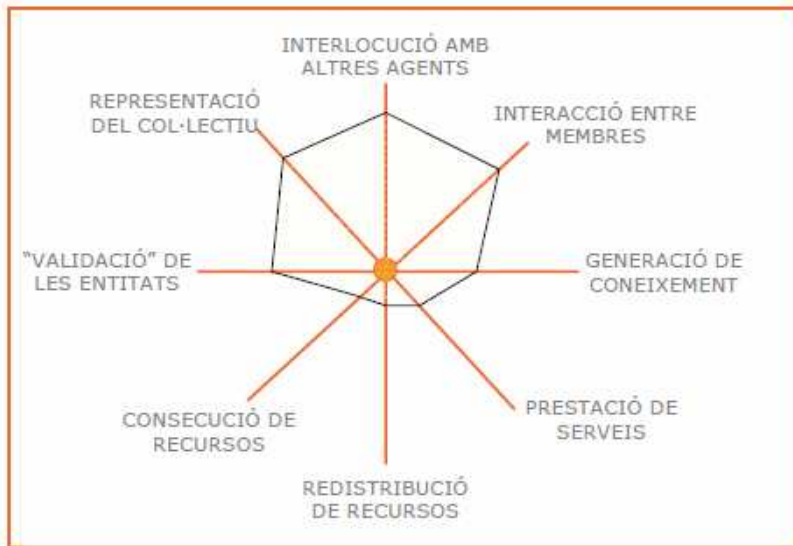 INTERLOCUCIÓ AMB
ALTRES AGENTS
INTERACCIÓ ENTRE
MEMBRES
GENERACIÓ DE
CONEIXEMENT
PRESTACIÓ DE
SERVEIS
REDISTRIBUCIÓ
DE RECURSOS
CONSECUCIÓ DE
RECURSOS
"VALIDACIÓ" DE
LES ENTITATS
REPRESENTACIÓ
DEL COL·LECTIU